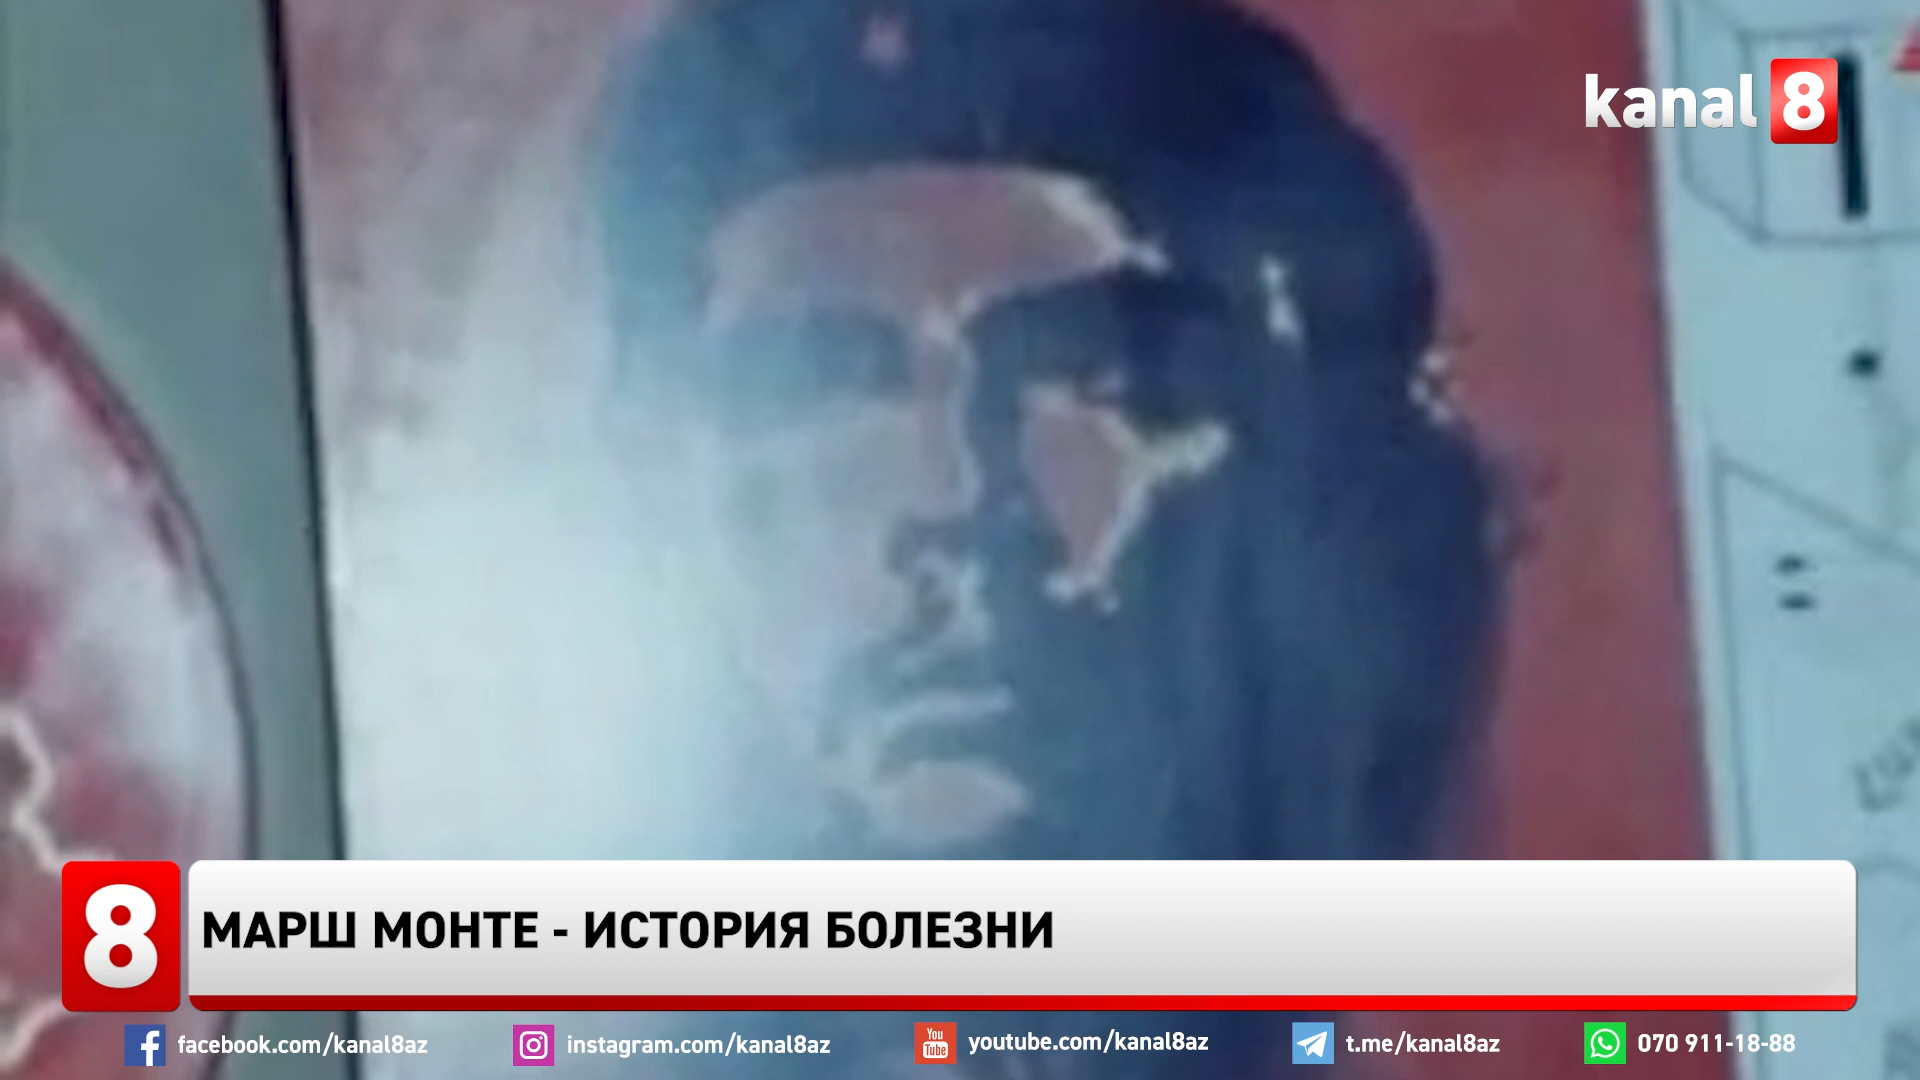 kanal 8
8
МАРШ МОНТЕ - ИСТОРИЯ БОЛЕЗНИ
facebook.com/kanal8az
instagram.com/kanal8az
You Tube
youtube.com/kanal8az
t.me/kanal8az
070 911-18-88